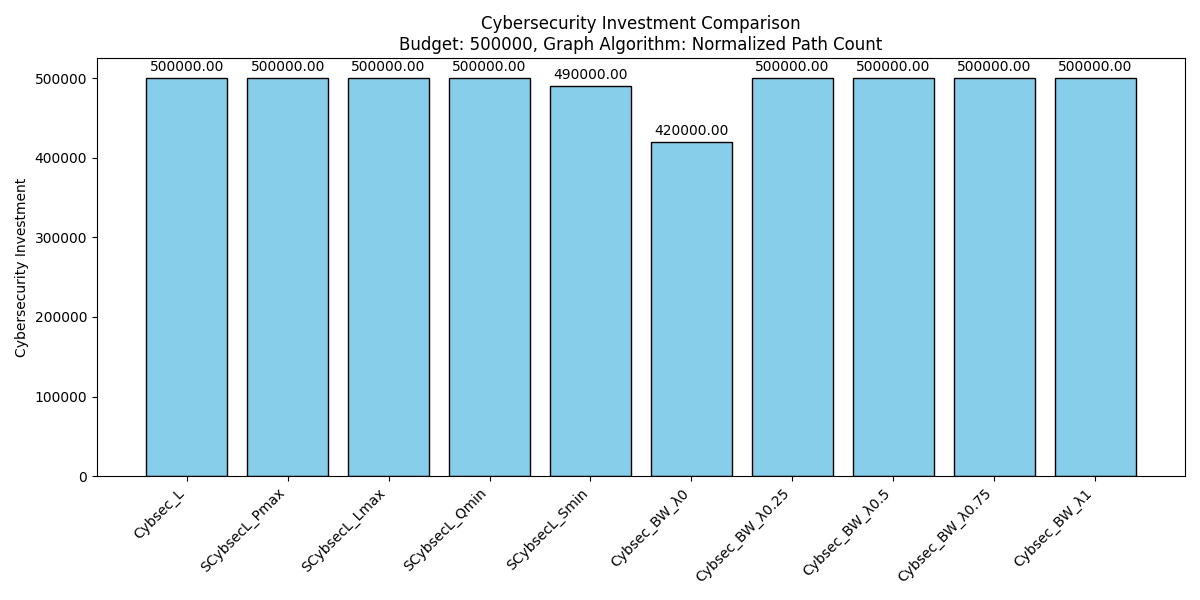 Cybersecurity Investment Comparison
Budget: 500000, Graph Algorithm: Normalized Path Count
Cybersecurity Investment
500000
400000
300000
200000
100000
0
500000.00
500000.00
500000.00
500000.00
490000.00
420000.00
500000.00
500000.00
500000.00
500000.00
Cybsec_L
SCybsecL_Pmax
SCybsecL_Lmax
SCybsecL_Qmin
SCybsecL_Smin
Cybsec_BW_λ0
Cybsec_BW_λ0.25
Cybsec_BW_λ0.5
Cybsec_BW_λ0.75
Cybsec_BW_λ1